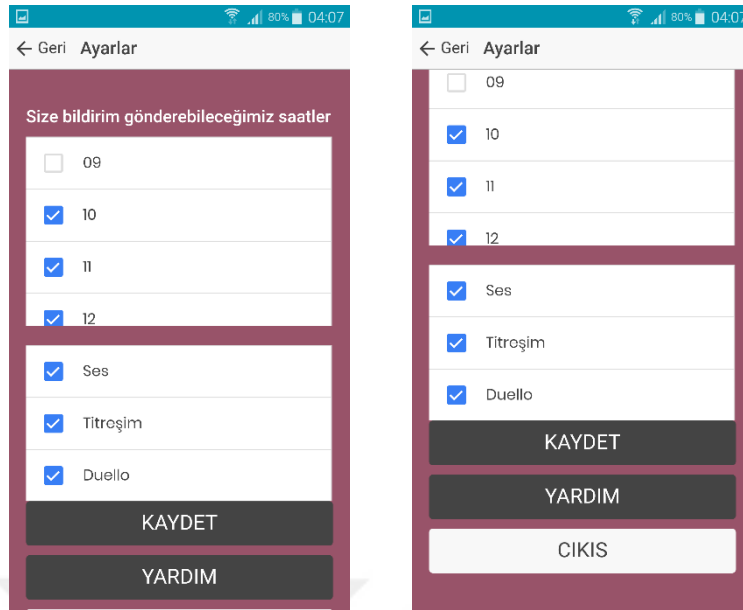 80% 04:07
← Geri Ayarlar
Size bildirim gönderebileceğimiz saatler
09
10
11
12
Ses
Titreşim
Duello
KAYDET
YARDIM
80% 04:07
← Geri Ayarlar
09
10
11
12
Ses
Titreşim
Duello
KAYDET
YARDIM
CIKIS